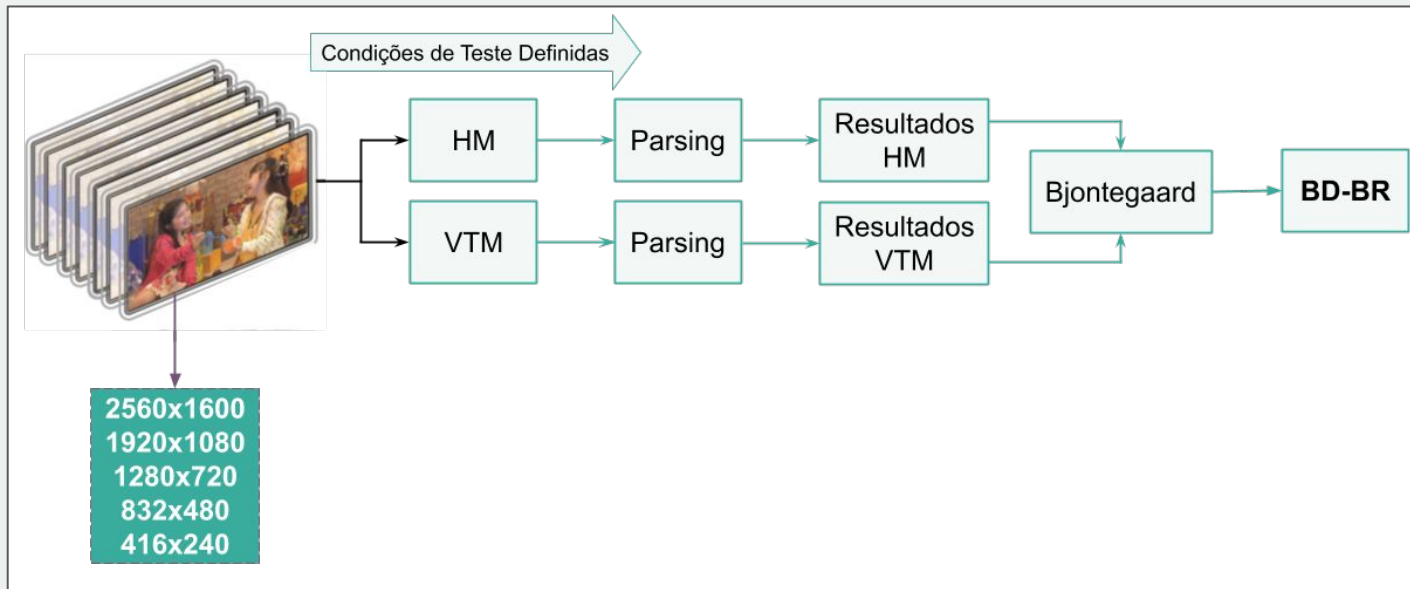 Condições de Teste Definidas
HM
Parsing
Resultados
HM
Bjontegaard
BD-BR
VTM
Parsing
Resultados
VTM
2560x1600
1920x1080
1280x720
832x480
416x240